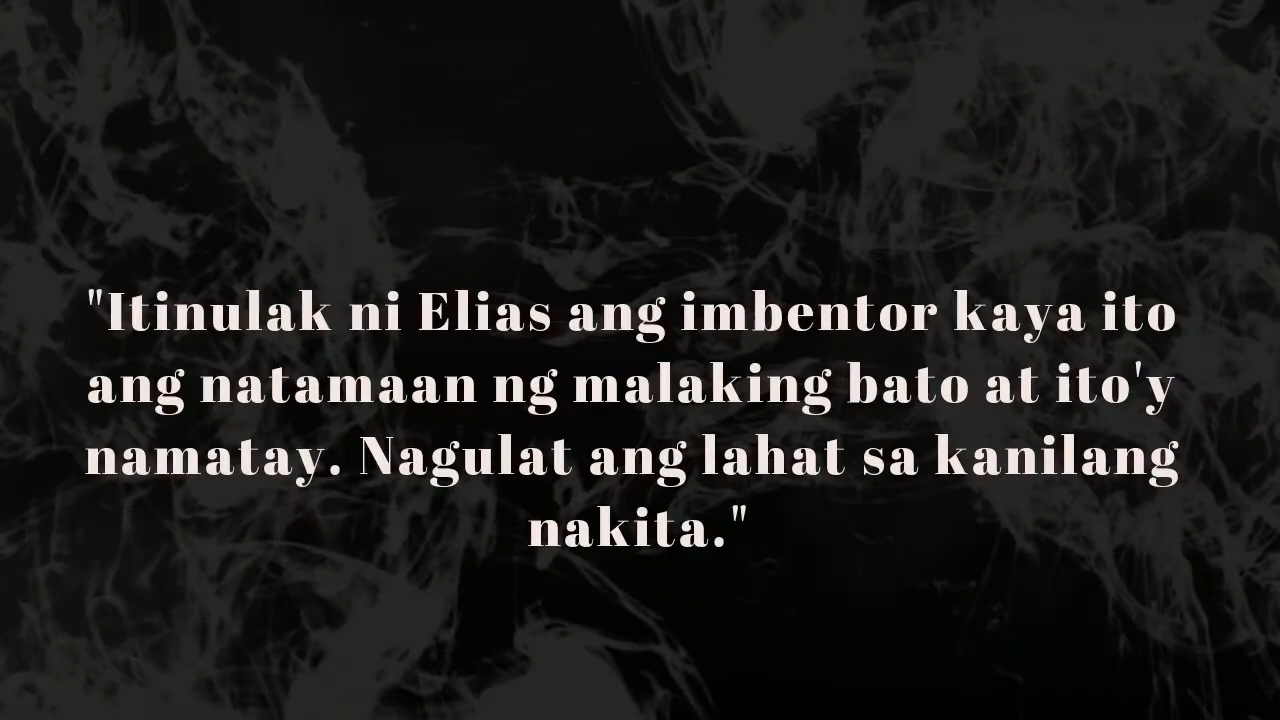 "Itinulak ni Elias ang imbentor kaya ito
ang natamaan ng malaking bato at ito'y
namatay. Nagulat ang lahat sa kanilang
nakita."